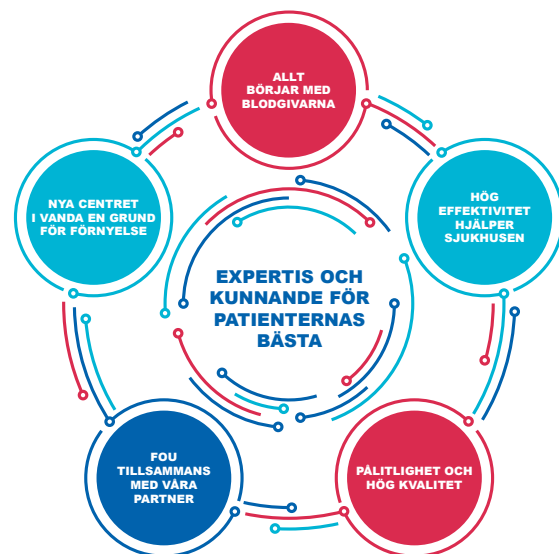 ALLT
BÖRJAR MED
BLODGIVARNA
NYA CENTRET
I VANDA EN GRUND
FÖR FÖRNYELSE
HÖG
EFFEKTIVITET
HJÄLPER
SJUKHUSEN
EXPERTIS OCH
KUNNANDE FÖR
PATIENTERNAS
BÄSTA
FOU
TILLSAMMANS
MED VÅRA
PARTNER
PÅLITLIGHET OCH
HÖG KVALITET